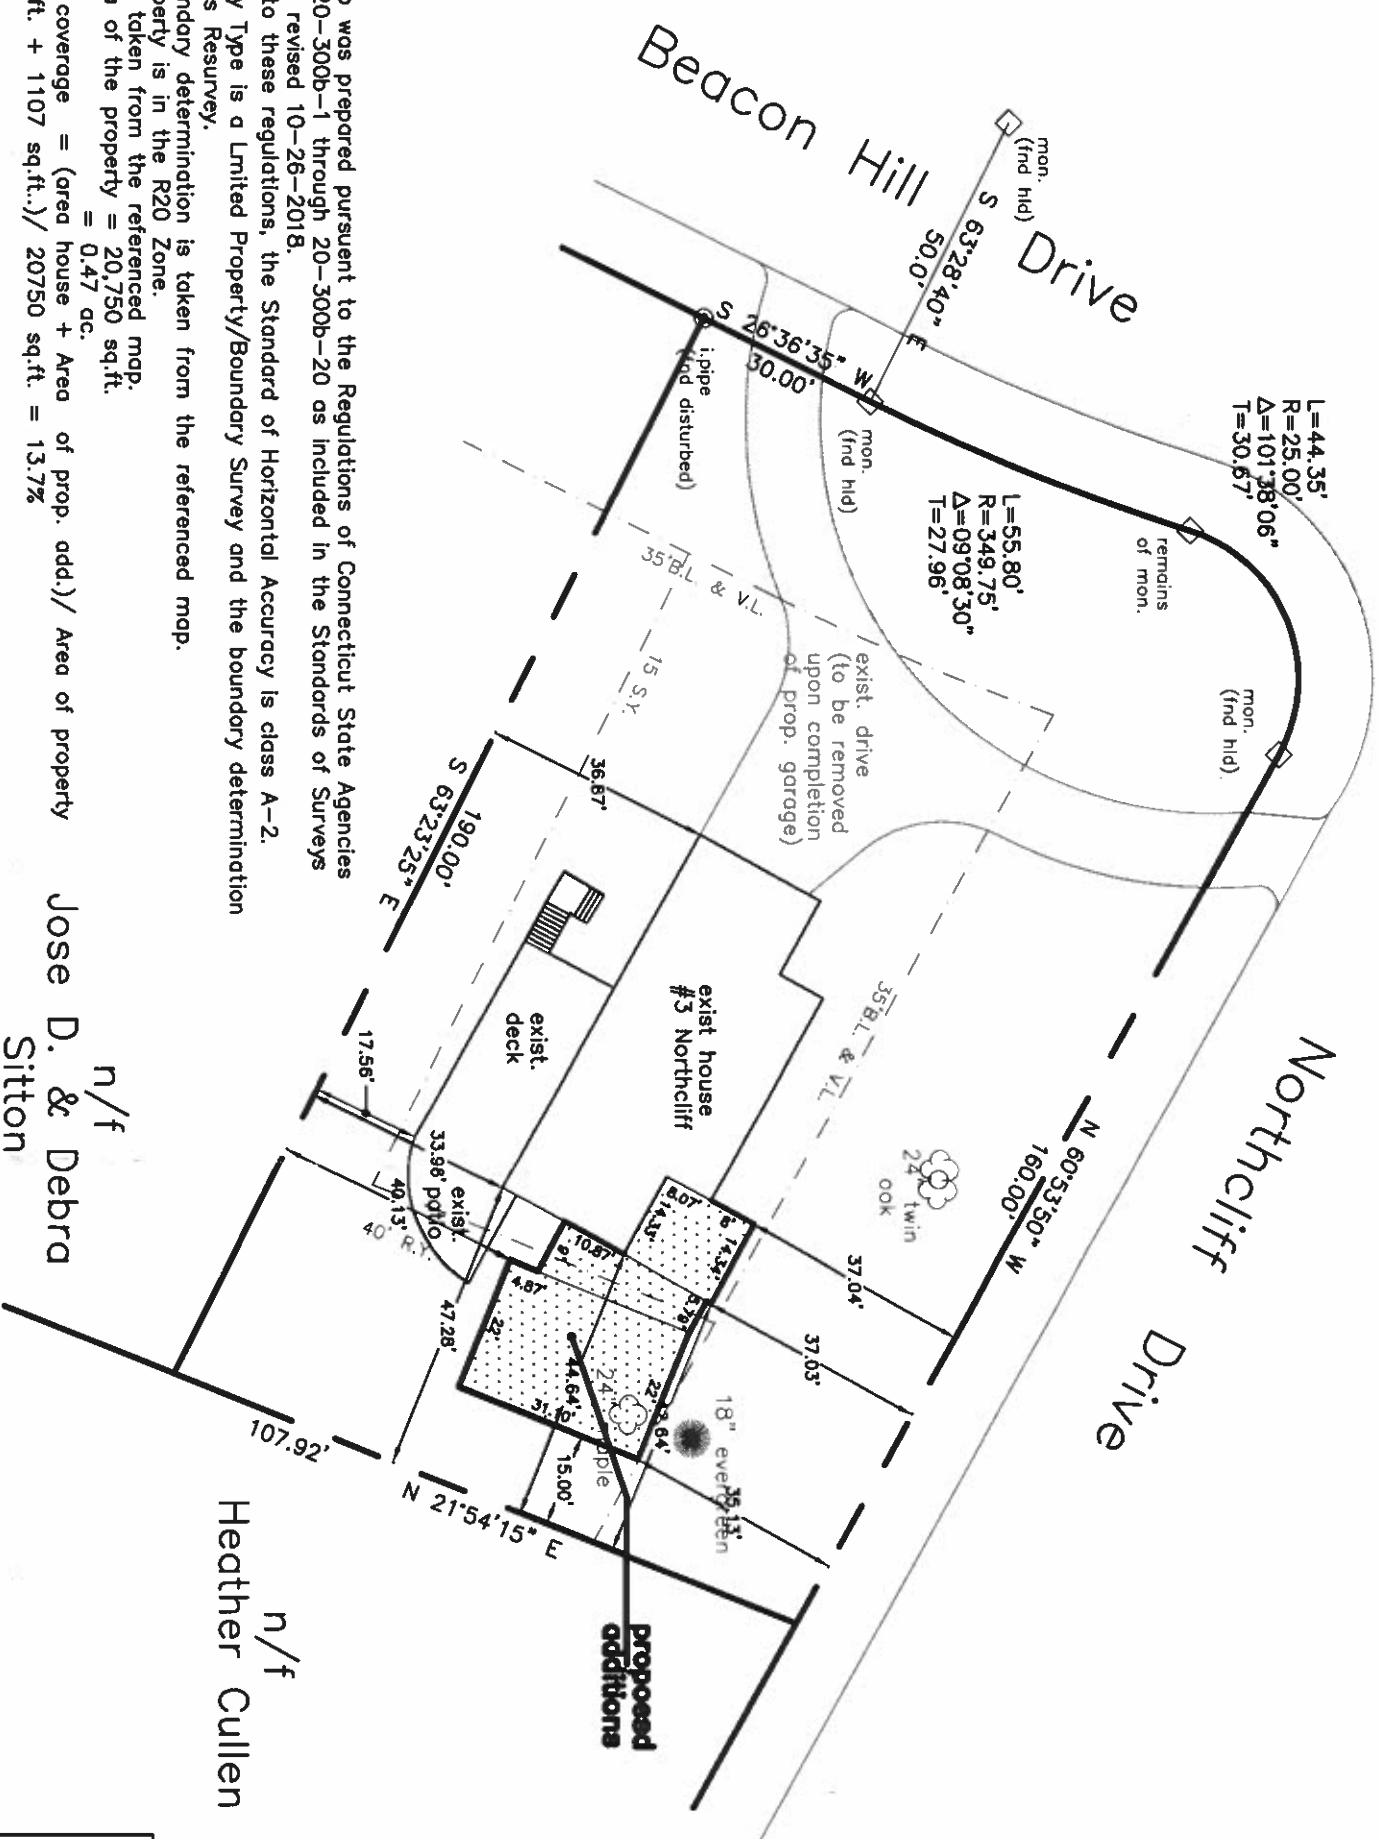 Beacon Hill Drive
Northcliff Drive
mon.
(fnd hld)
S 63°28'40" E
50.0'
S 26°36'35" W
30.00'
i.pipe
(fnd disturbed)
mon.
(fnd hld)
L=55.80'
R=349.75'
Δ=09°08'30"
T=27.96'
L=44.35'
R=25.00'
Δ=101°38'06"
T=30.67'
remains
of mon.
mon.
(fnd hld)
exist. drive
(to be removed
upon completion
of prop. garage)
35'B.L. & V.L.
15 S.Y.
36.87'
190.00'
S 63°23'25" E
exist house
#3 Northcliff
exist.
deck
35'B.L. & V.L.
24" twin
oak
N 60°53'50" W
160.00'
17.56'
33.98'
exist.
patio
40.13'
40' R.Y.
47.28'
8.07'
14.33'
8'
14.34'
10.87'
9'
4.87'
5.79'
22'
22'
44.64'
31.10'
15.00'
37.04'
37.03'
35.13'
18" evergreen
107.92'
N 21°54'15" E
proposed
additions
n/f
Heather Cullen
n/f
Jose D. & Debra
Sitton
was prepared pursuent to the Regulations of Connecticut State Agencies
20-300b-1 through 20-300b-20 as included in the Standards of Surveys
revised 10-26-2018.
to these regulations, the Standard of Horizontal Accuracy is class A-2.
Type is a Lmited Property/Boundary Survey and the boundary determination
Resurvey.
determination is taken from the referenced map.
is in the R20 Zone.
taken from the referenced map.
of the property = 20,750 sq.ft.
= 0.47 ac.
coverage = (area house + Area of prop. add.)/ Area of property
ft. + 1107 sq.ft..)/ 20750 sq.ft. = 13.7%